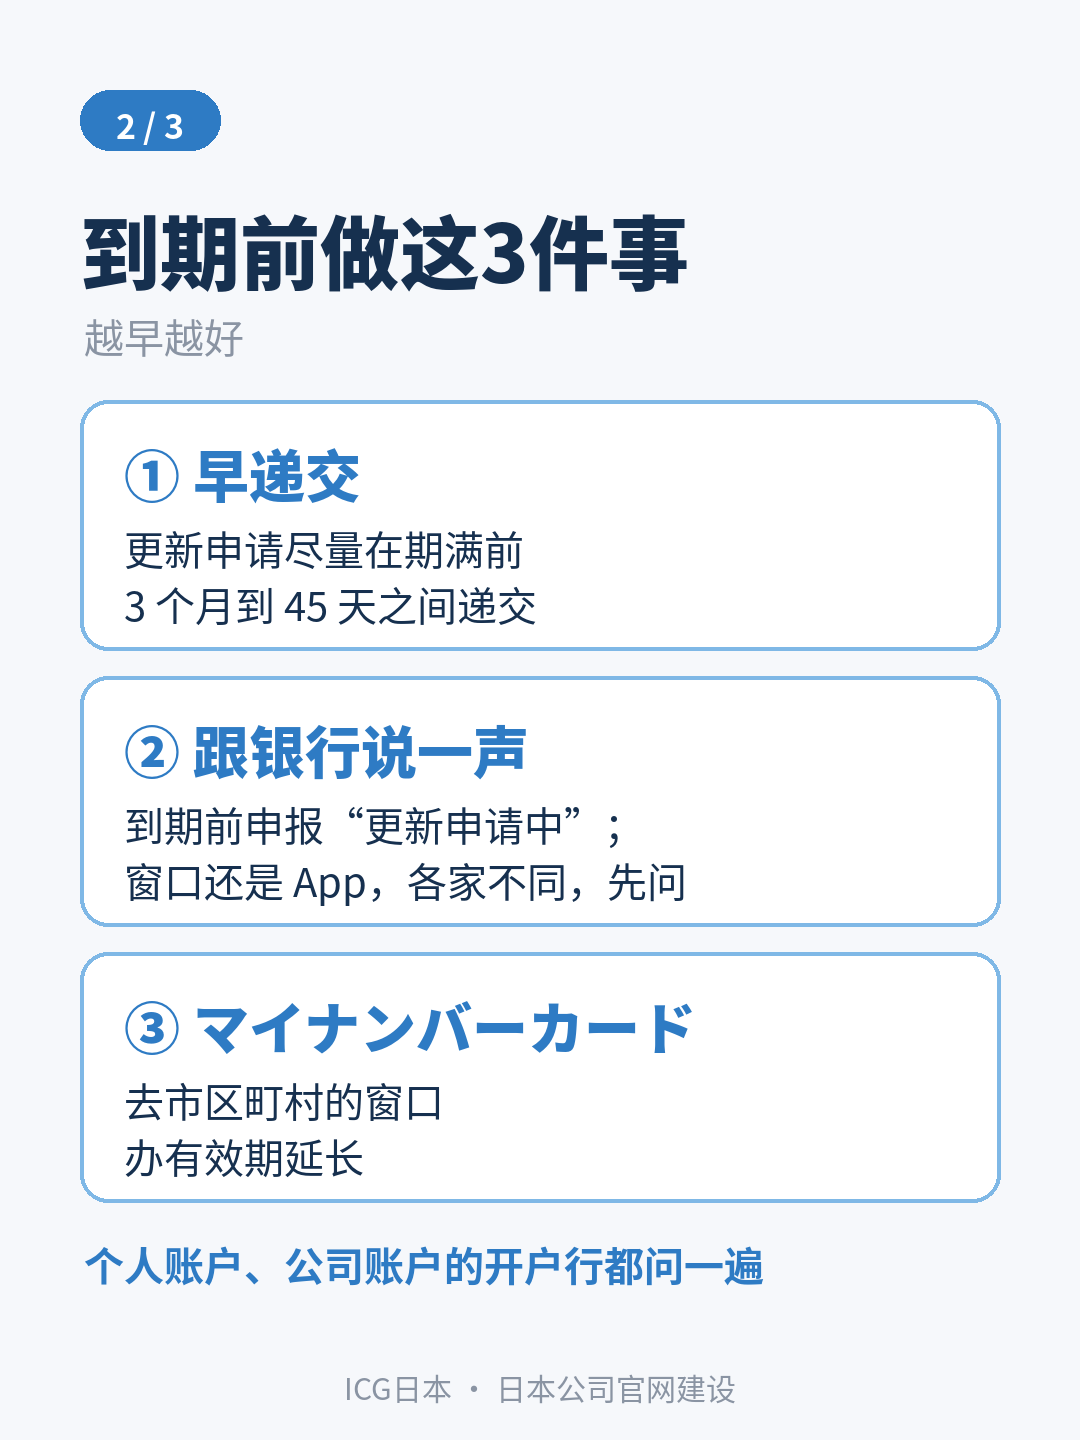 2 / 3
到期前做这3件事
越早越好
① 早递交
更新申请尽量在期满前
3 个月到 45 天之间递交
② 跟银行说一声
到期前申报“更新申请中”；
窗口还是 App，各家不同，先问
③ マイナンバーカード
去市区町村的窗口
办有效期延长
个人账户、公司账户的开户行都问一遍
ICG日本 · 日本公司官网建设